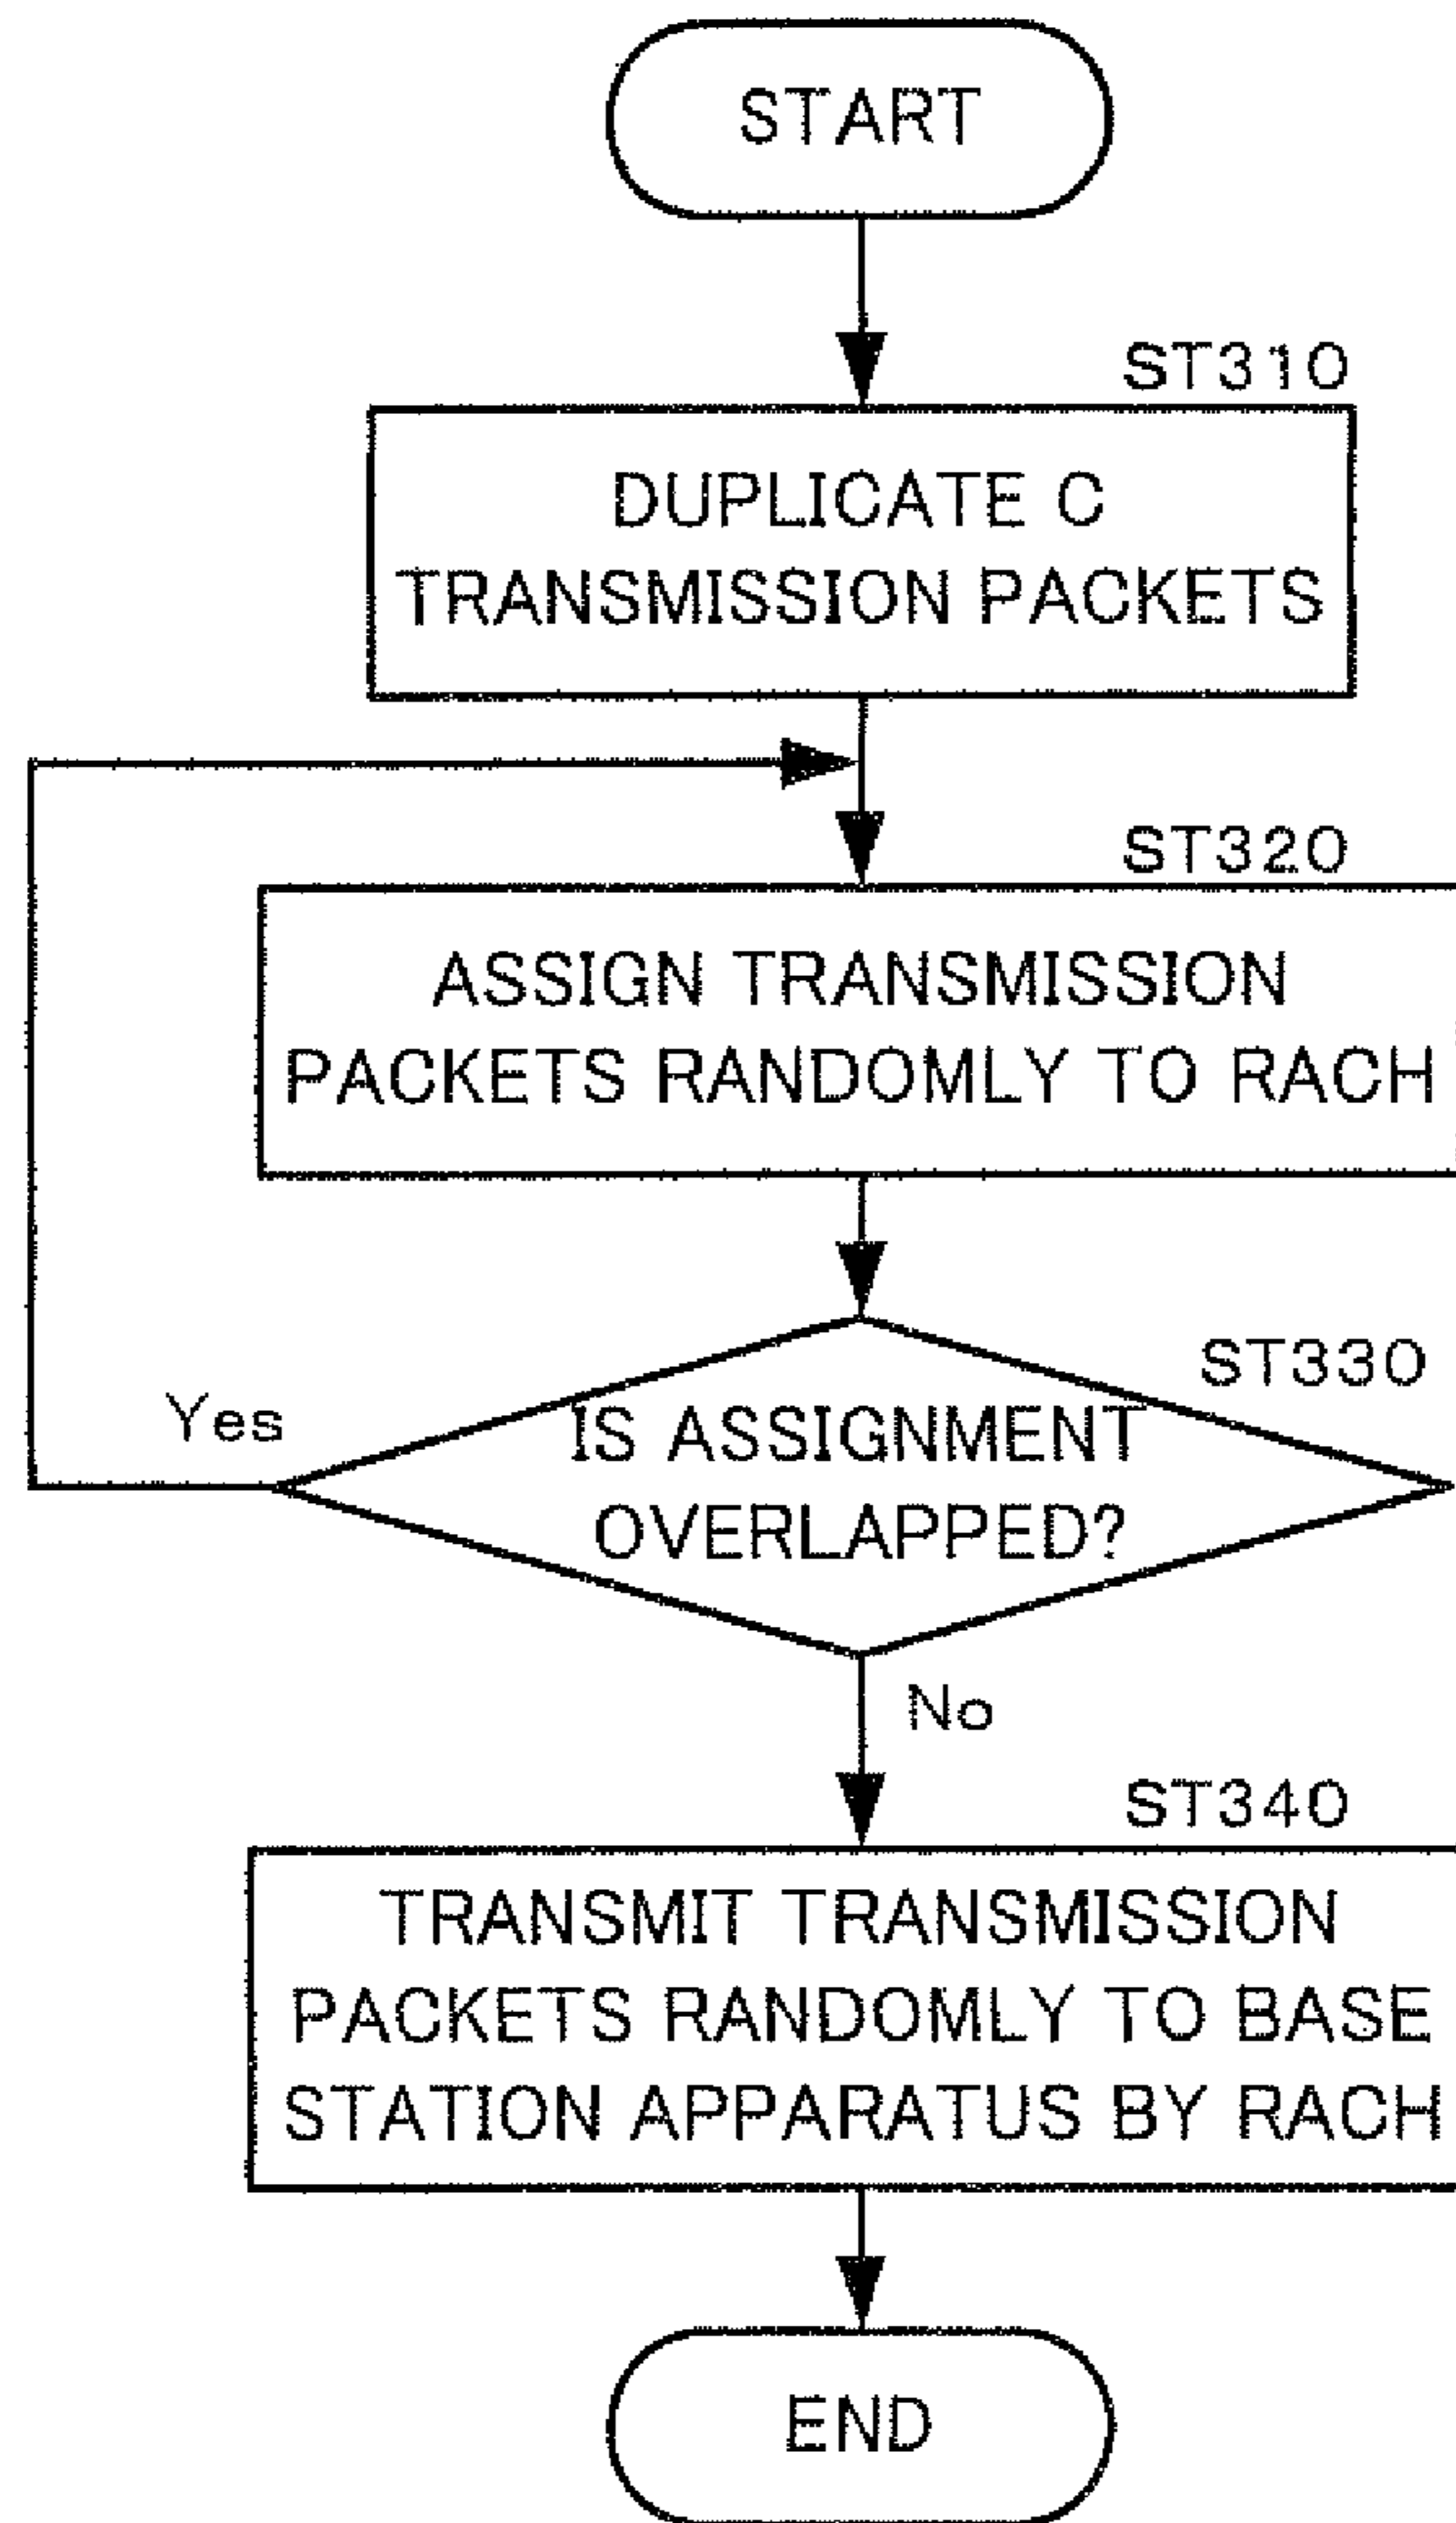 START
ST310
DUPLICATE C
TRANSMISSION PACKETS
ST320
ASSIGN TRANSMISSION
PACKETS RANDOMLY TO RACH
ST330
Yes
IS ASSIGNMENT
OVERLAPPED?
No
ST340
TRANSMIT TRANSMISSION
PACKETS RANDOMLY TO BASE
STATION APPARATUS BY RACH
END